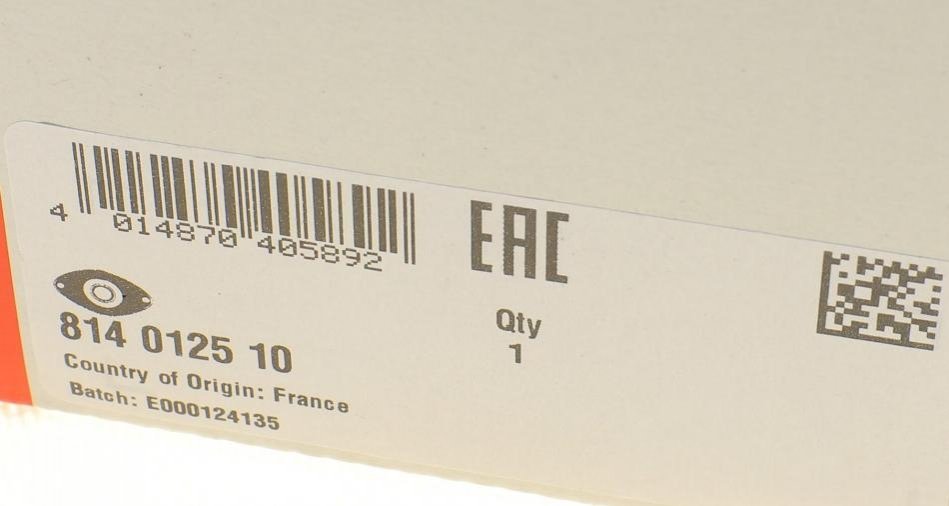 4 014870 405892
EAC
Qty
1
814 0125 10
Country of Origin: France
Batch: E000124135